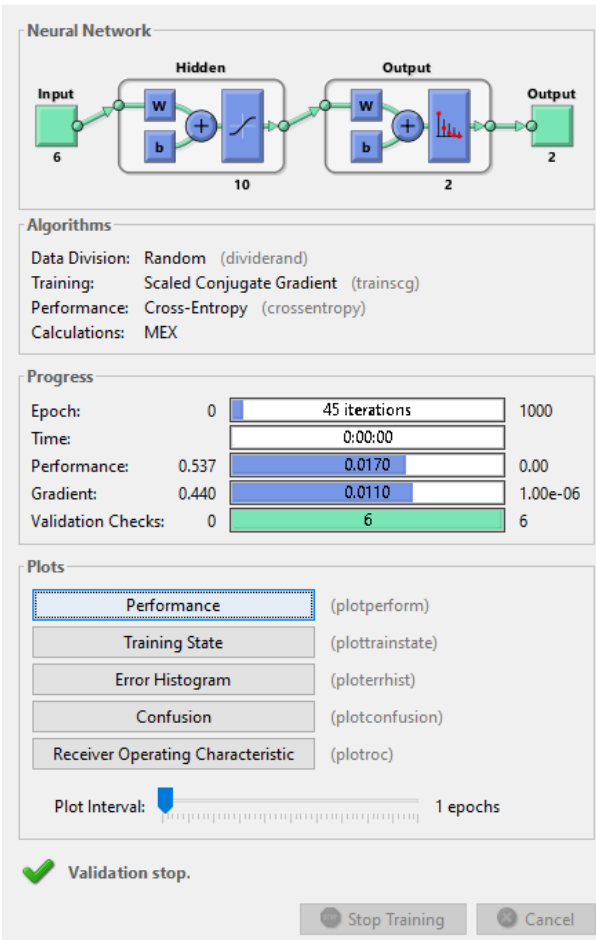 Neural Network
Hidden
Output
Input
Output
W
b
+
W
b
+
6
10
2
2
Algorithms
Data Division: Random (dividerand)
Training: Scaled Conjugate Gradient (trainscg)
Performance: Cross-Entropy (crossentropy)
Calculations: MEX
Progress
Epoch: 0 45 iterations 1000
Time: 0:00:00
Performance: 0.537 0.0170 0.00
Gradient: 0.440 0.0110 1.00e-06
Validation Checks: 0 6 6
Plots
Performance (plotperform)
Training State (plottrainstate)
Error Histogram (ploterrhist)
Confusion (plotconfusion)
Receiver Operating Characteristic (plotroc)
Plot Interval: 1 epochs
Validation stop.
Stop Training Cancel